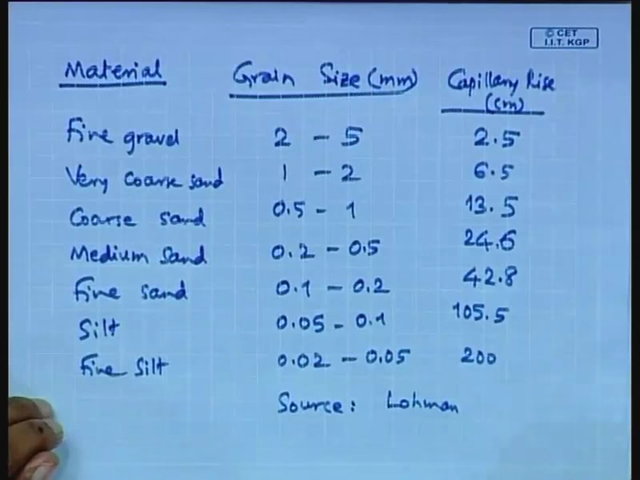 © CET
I.I.T. KGP
Material Grain Size (mm) Capillary Rise (cm)
Fine gravel 2 - 5 2.5
Very coarse sand 1 - 2 6.5
Coarse sand 0.5 - 1 13.5
Medium sand 0.2 - 0.5 24.6
Fine sand 0.1 - 0.2 42.8
Silt 0.05 - 0.1 105.5
Fine silt 0.02 - 0.05 200
Source: Lohman